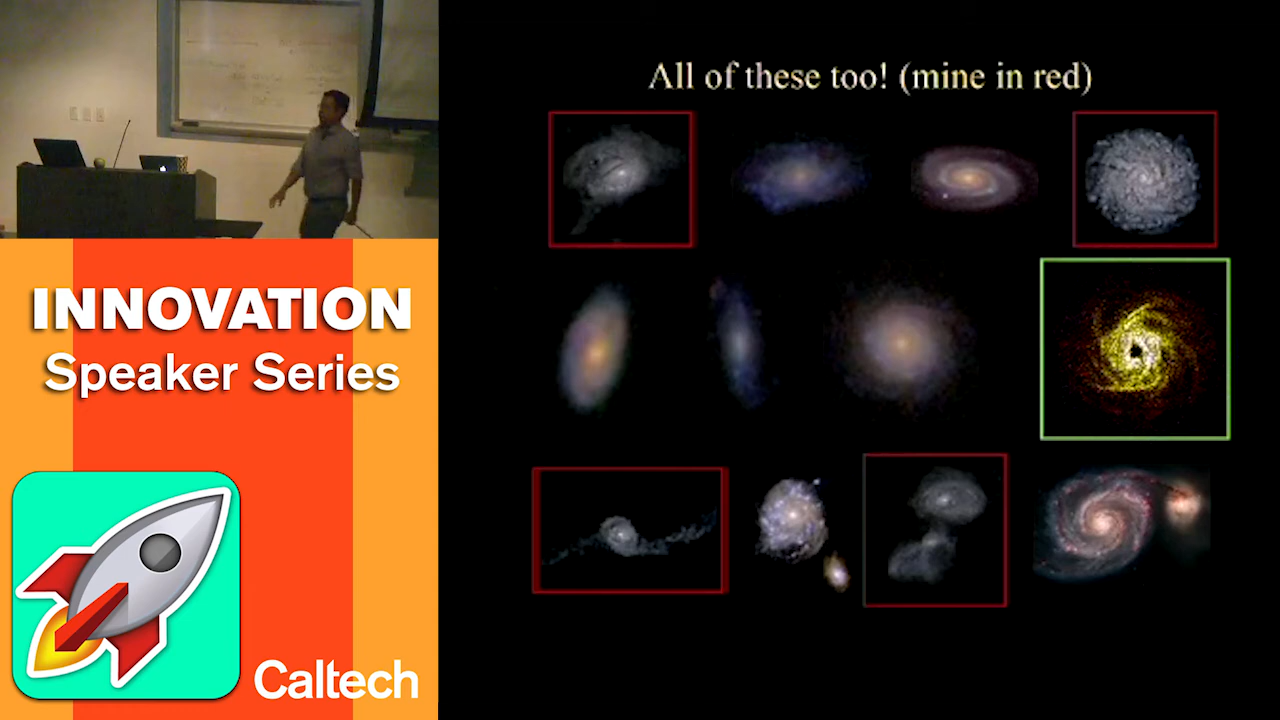 All of these too! (mine in red)
INNOVATION
Speaker Series
Caltech